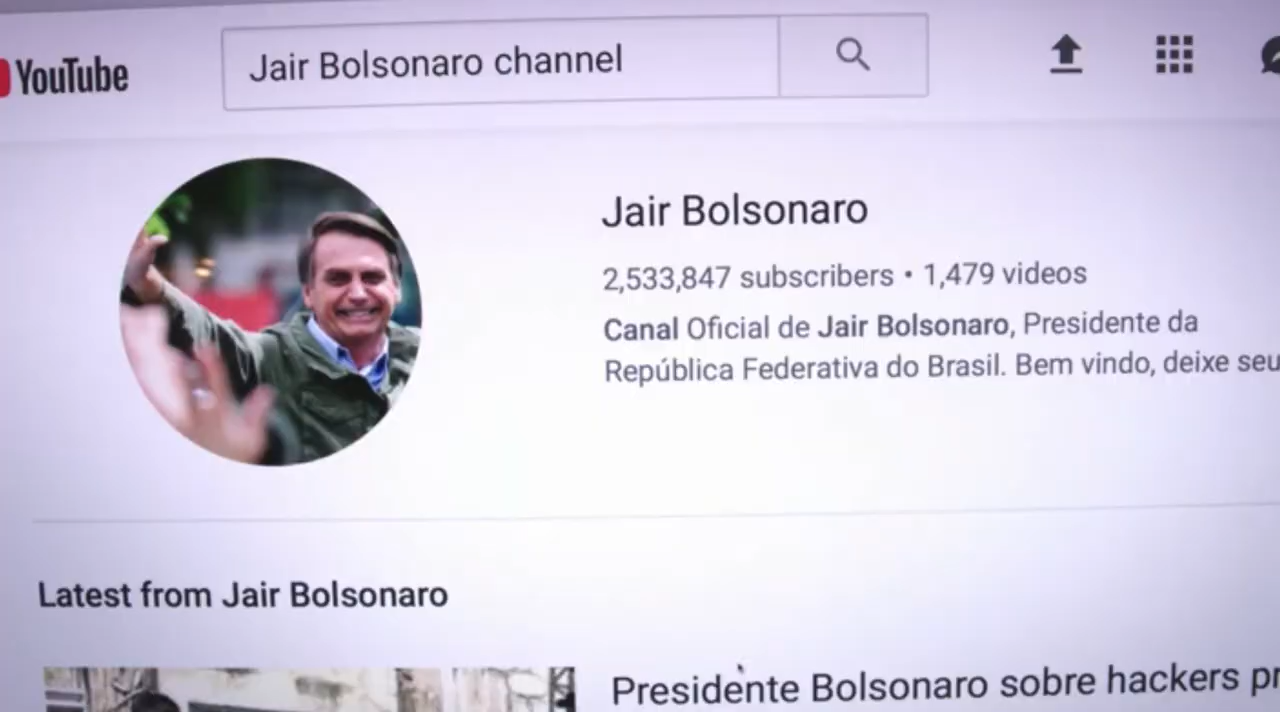 YouTube
Jair Bolsonaro channel
Jair Bolsonaro
2,533,847 subscribers • 1,479 videos
Canal Oficial de Jair Bolsonaro, Presidente da
República Federativa do Brasil. Bem vindo, deixe seu
Latest from Jair Bolsonaro
Presidente Bolsonaro sobre hackers pr